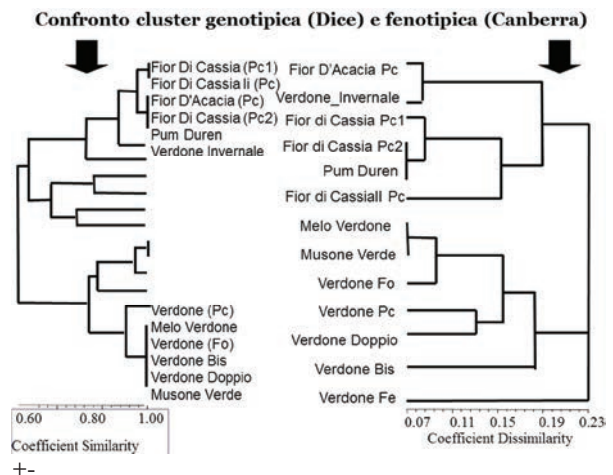 Confronto cluster genotipica (Dice) e fenotipica (Canberra)
Fior Di Cassia (Pc1)
Fior Di Cassia Ii (Pc)
Fior D'Acacia (Pc)
Fior Di Cassia (Pc2)
Pum Duren
Verdone Invernale
Verdone (Pc)
Melo Verdone
Verdone (Fo)
Verdone Bis
Verdone Doppio
Musone Verde
0.60 0.80 1.00
Coefficient Similarity
Fior D'Acacia Pc
Verdone_Invernale
Fior di Cassia Pc1
Fior di Cassia Pc2
Pum Duren
Fior di CassiaII Pc
Melo Verdone
Musone Verde
Verdone Fo
Verdone Pc
Verdone Doppio
Verdone Bis
Verdone Fe
0.07 0.11 0.15 0.19 0.23
Coefficient Dissimilarity
+-